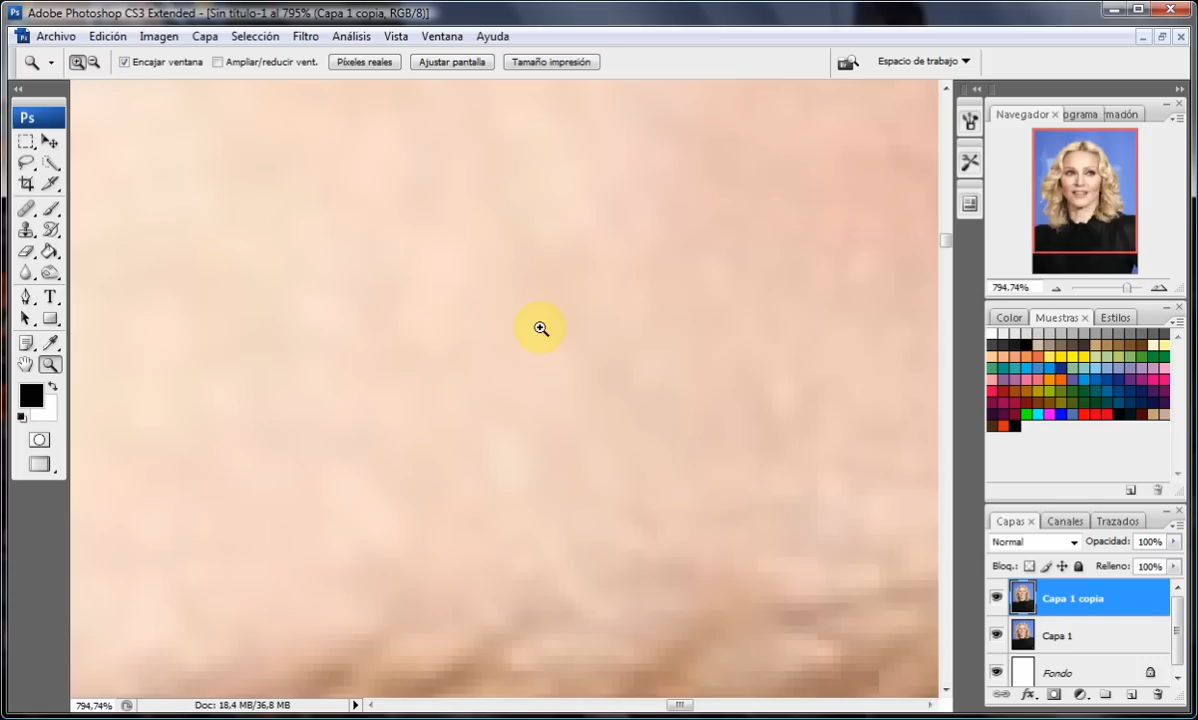 Adobe Photoshop CS3 Extended - [Sin título-1 al 795% (Capa 1 copia, RGB/8)]
Archivo Edición Imagen Capa Selección Filtro Análisis Vista Ventana Ayuda
Encajar ventana Ampliar/reducir vent. Píxeles reales Ajustar pantalla Tamaño impresión Espacio de trabajo
Ps
Navegador ograma mación
794.74%
Color Muestras Estilos
Capas Canales Trazados
Normal Opacidad: 100%
Bloq.: Relleno: 100%
Capa 1 copia
Capa 1
Fondo
794,74% Doc: 18,4 MB/36,8 MB